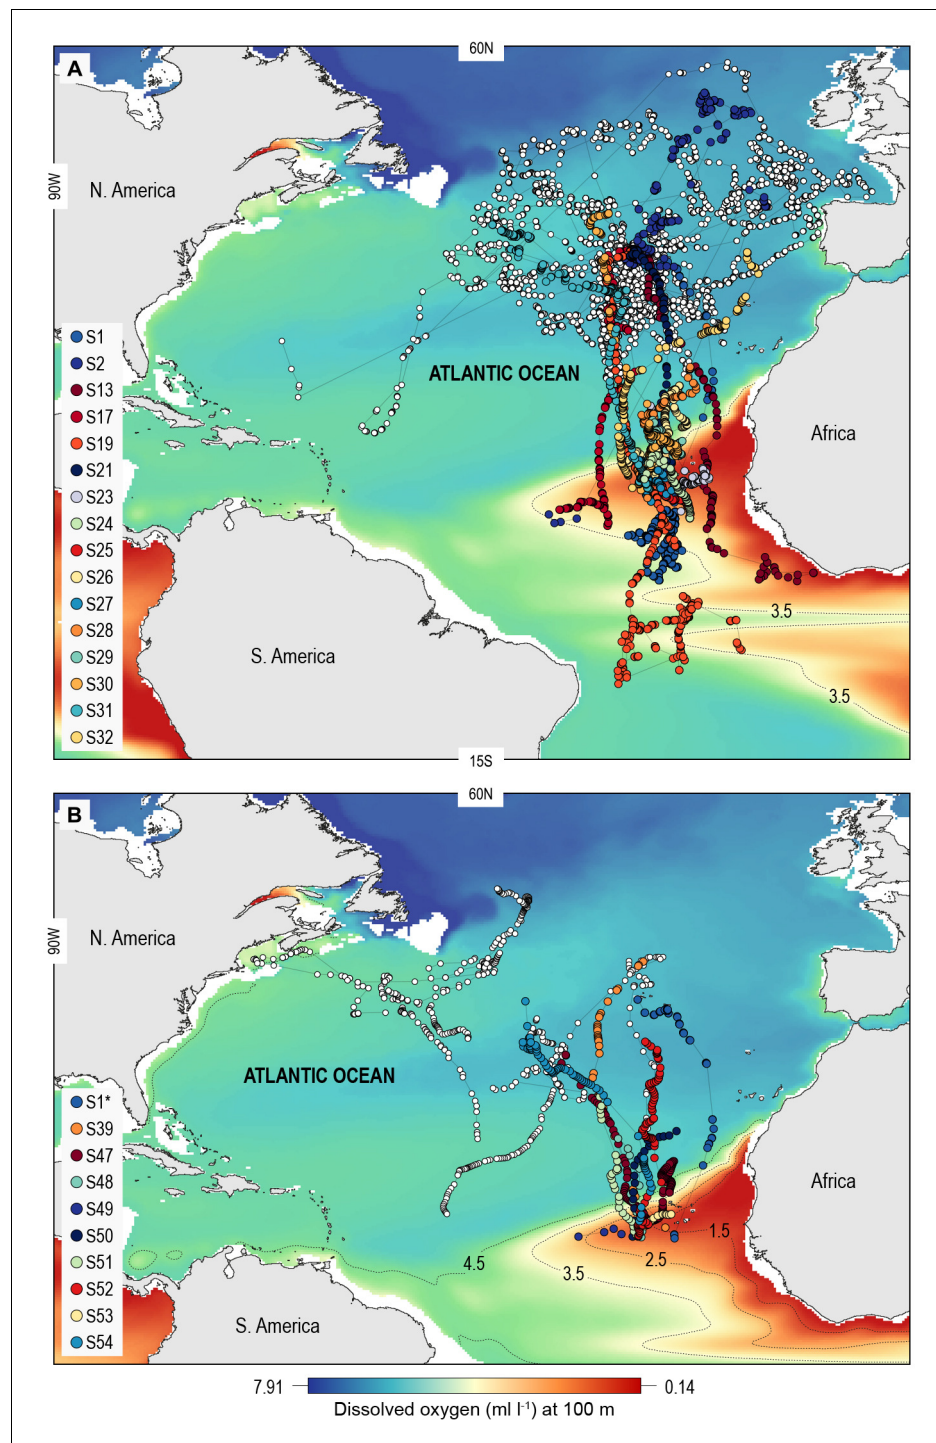 60N
A
90W
N. America
ATLANTIC OCEAN
Africa
S. America
3.5
3.5
15S
S1
S2
S13
S17
S19
S21
S23
S24
S25
S26
S27
S28
S29
S30
S31
S32
60N
B
90W
N. America
ATLANTIC OCEAN
Africa
S. America
4.5
3.5
2.5
1.5
S1*
S39
S47
S48
S49
S50
S51
S52
S53
S54
7.91
0.14
Dissolved oxygen (ml l⁻¹) at 100 m